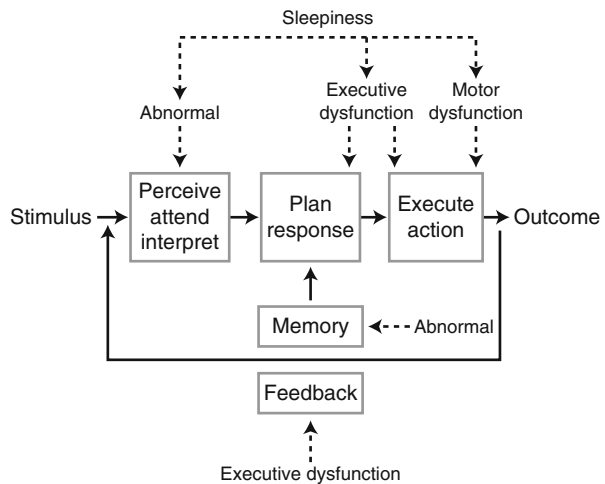 Sleepiness
Abnormal
Executive
dysfunction
Motor
dysfunction
Stimulus
Perceive
attend
interpret
Plan
response
Execute
action
Outcome
Memory
Abnormal
Feedback
Executive dysfunction